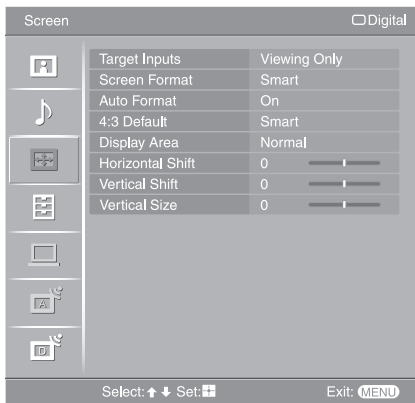 Screen Digital
Target Inputs Viewing Only
Screen Format Smart
Auto Format On
4:3 Default Smart
Display Area Normal
Horizontal Shift 0
Vertical Shift 0
Vertical Size 0
A
D
Select: Set: Exit: MENU